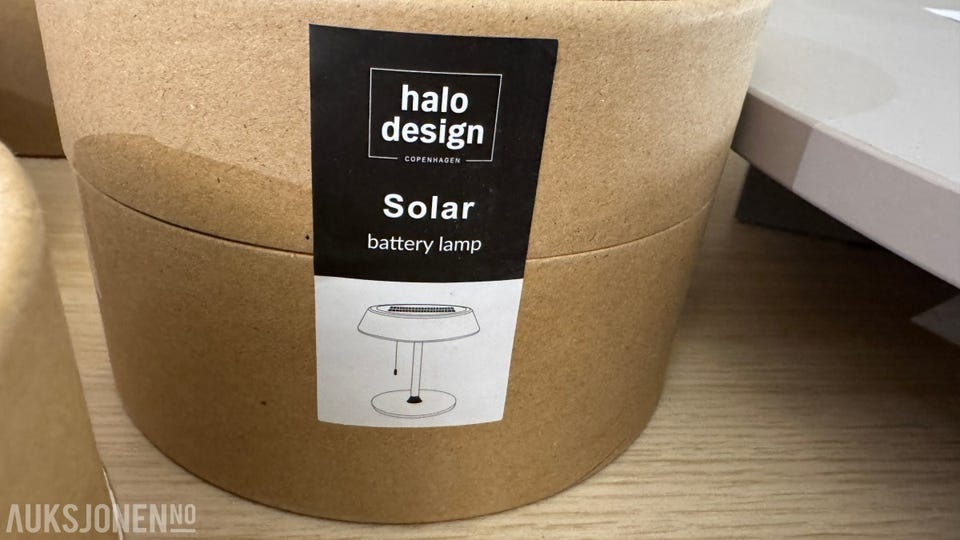 halo
design
COPENHAGEN
Solar
battery lamp
AUKSJONEN.NO